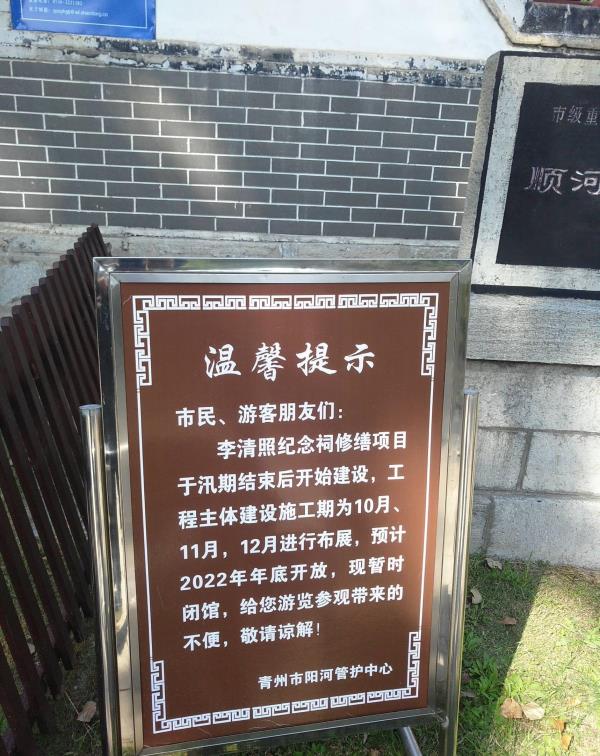 市级重
顺河
温馨提示
市民、游客朋友们:
李清照纪念祠修缮项目
于汛期结束后开始建设,工
程主体建设施工期为10月、
11月,12月进行布展,预计
2022年年底开放,现暂时
闭馆,给您游览参观带来的
不便,敬请谅解!
青州市阳河管护中心